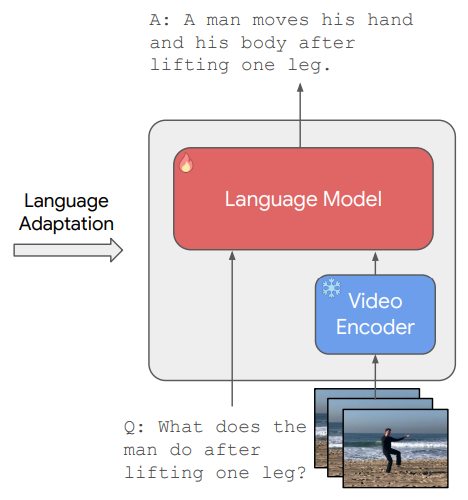 A: A man moves his hand
and his body after
lifting one leg.
Language Model
Language
Adaptation
Video
Encoder
Q: What does the
man do after
lifting one leg?